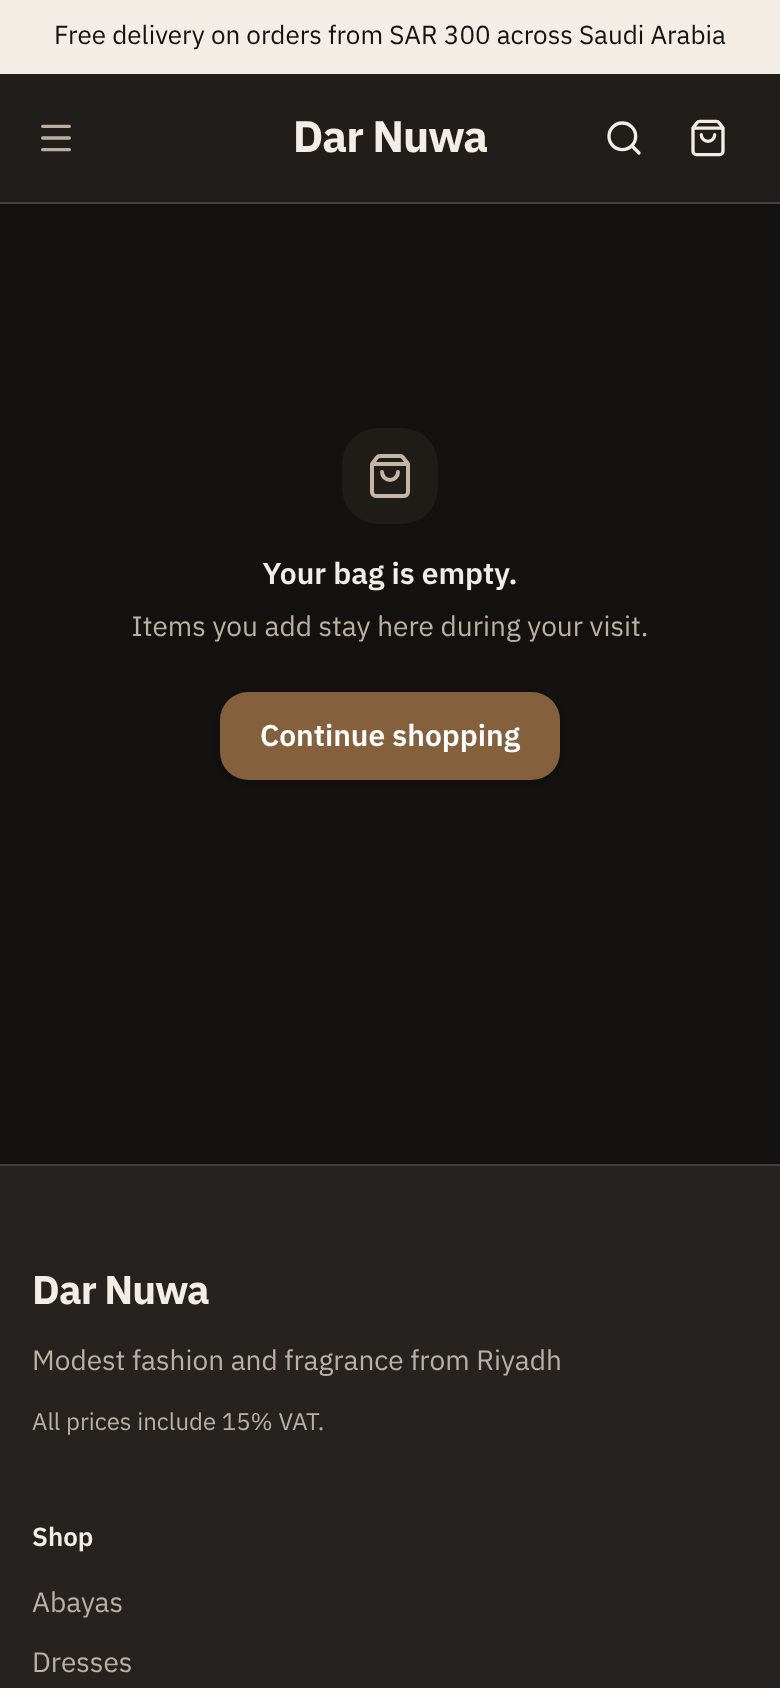 Free delivery on orders from SAR 300 across Saudi Arabia
Dar Nuwa
Your bag is empty.
Items you add stay here during your visit.
Continue shopping
Dar Nuwa
Modest fashion and fragrance from Riyadh
All prices include 15% VAT.
Shop
Abayas
Dresses